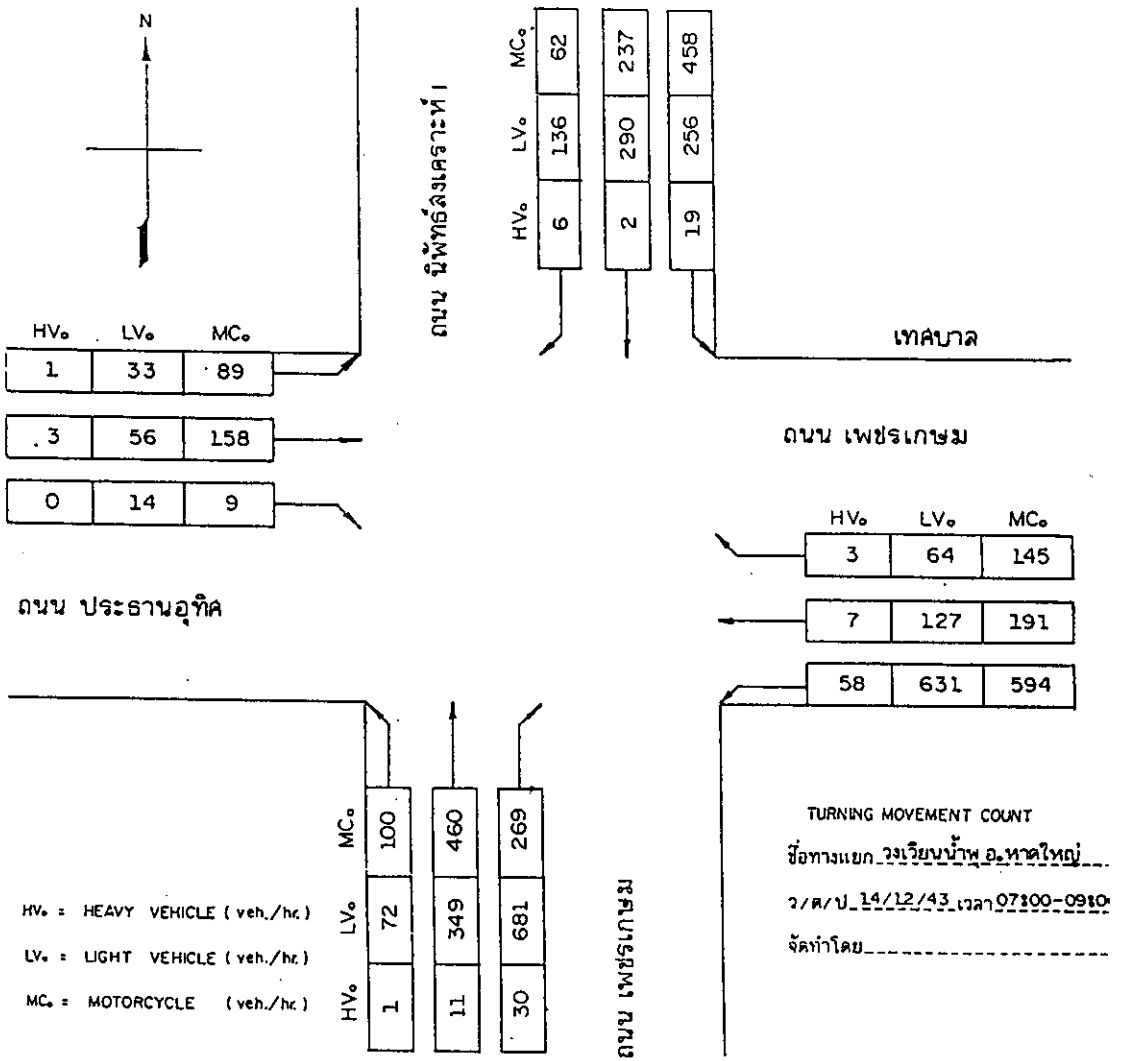 N
ถนน นิพัทธ์สงเคราะห์ 1
MC. 62 237 458
LV. 136 290 256
HV. 6 2 19
HV. LV. MC.
1 33 89
3 56 158
0 14 9
เทศบาล
ถนน เพชรเกษม
HV. LV. MC.
3 64 145
7 127 191
58 631 594
ถนน ประธานอุทิศ
MC. 100 460 269
LV. 72 349 681
HV. 1 11 30
ถนน เพชรเกษม
HV. = HEAVY VEHICLE (veh./hr.)
LV. = LIGHT VEHICLE (veh./hr.)
MC. = MOTORCYCLE (veh./hr.)
TURNING MOVEMENT COUNT
ชื่อทางแยก วงเวียนน้ำพุ อ.หาดใหญ่
ว/ด/ป 14/12/43 เวลา 07:00-09:0
จัดทำโดย